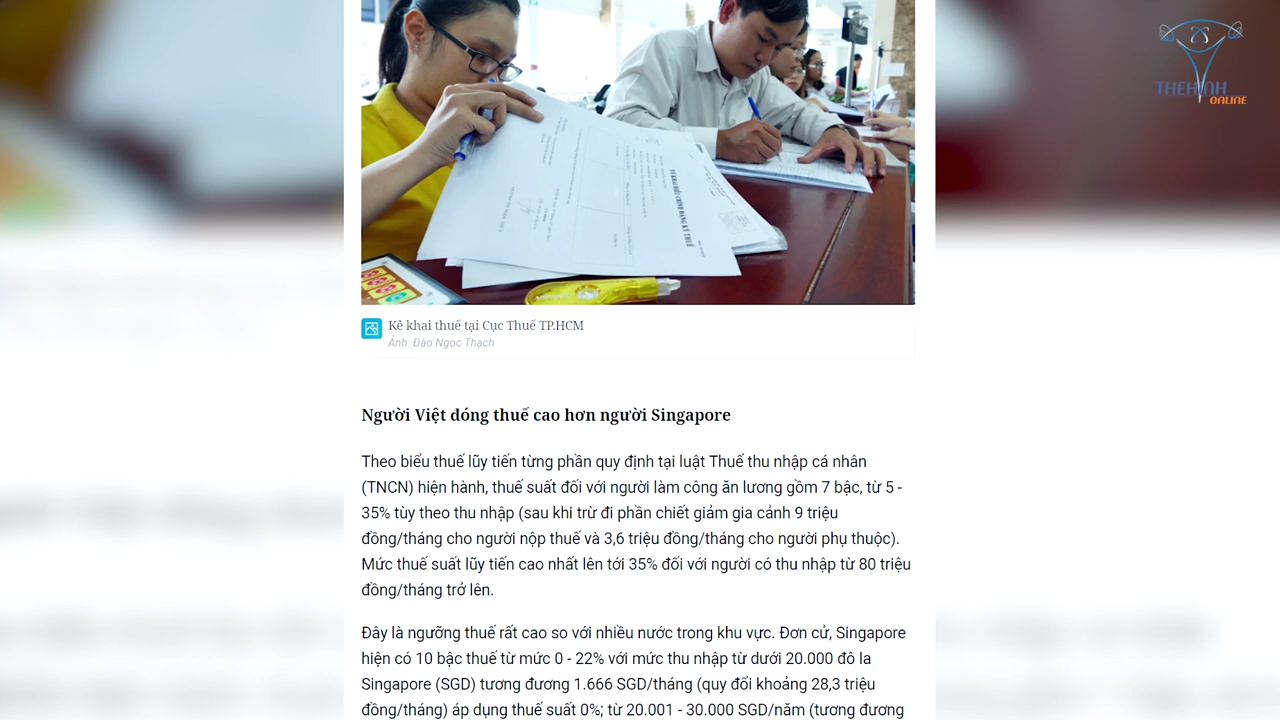 THEHINH
ONLINE
TỜ KHAI ĐIỀU CHỈNH ĐĂNG KÝ THUẾ
Kê khai thuế tại Cục Thuế TP.HCM
Ảnh: Đào Ngọc Thạch
Người Việt đóng thuế cao hơn người Singapore
Theo biểu thuế lũy tiến từng phần quy định tại luật Thuế thu nhập cá nhân
(TNCN) hiện hành, thuế suất đối với người làm công ăn lương gồm 7 bậc, từ 5 -
35% tùy theo thu nhập (sau khi trừ đi phần chiết giảm gia cảnh 9 triệu
đồng/tháng cho người nộp thuế và 3,6 triệu đồng/tháng cho người phụ thuộc).
Mức thuế suất lũy tiến cao nhất lên tới 35% đối với người có thu nhập từ 80 triệu
đồng/tháng trở lên.
Đây là ngưỡng thuế rất cao so với nhiều nước trong khu vực. Đơn cử, Singapore
hiện có 10 bậc thuế từ mức 0 - 22% với mức thu nhập từ dưới 20.000 đô la
Singapore (SGD) tương đương 1.666 SGD/tháng (quy đổi khoảng 28,3 triệu
đồng/tháng) áp dụng thuế suất 0%; từ 20.001 - 30.000 SGD/năm (tương đương